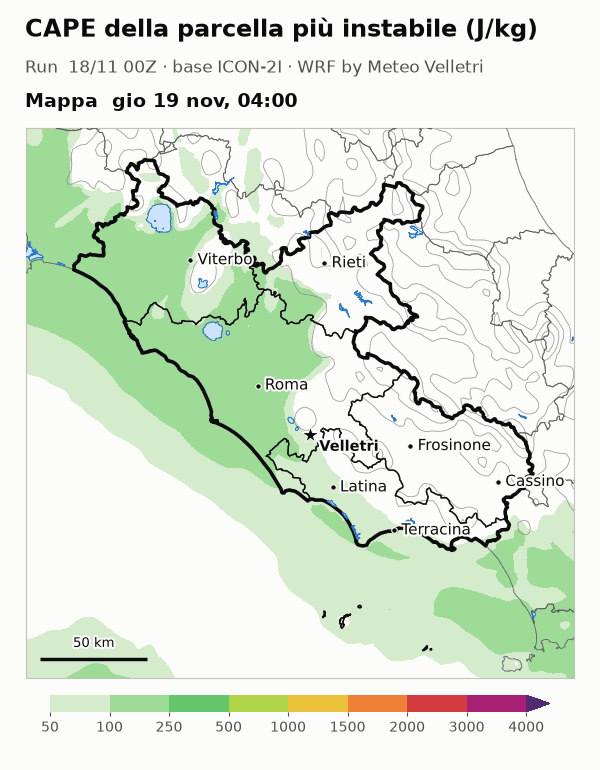 CAPE della parcella più instabile (J/kg)
Run  18/11 00Z · base ICON-2I · WRF by Meteo Velletri
Mappa  gio 19 nov, 04:00
Viterbo
Rieti
Roma
Velletri
Frosinone
Latina
Cassino
Terracina
50 km
50 100 250 500 1000 1500 2000 3000 4000